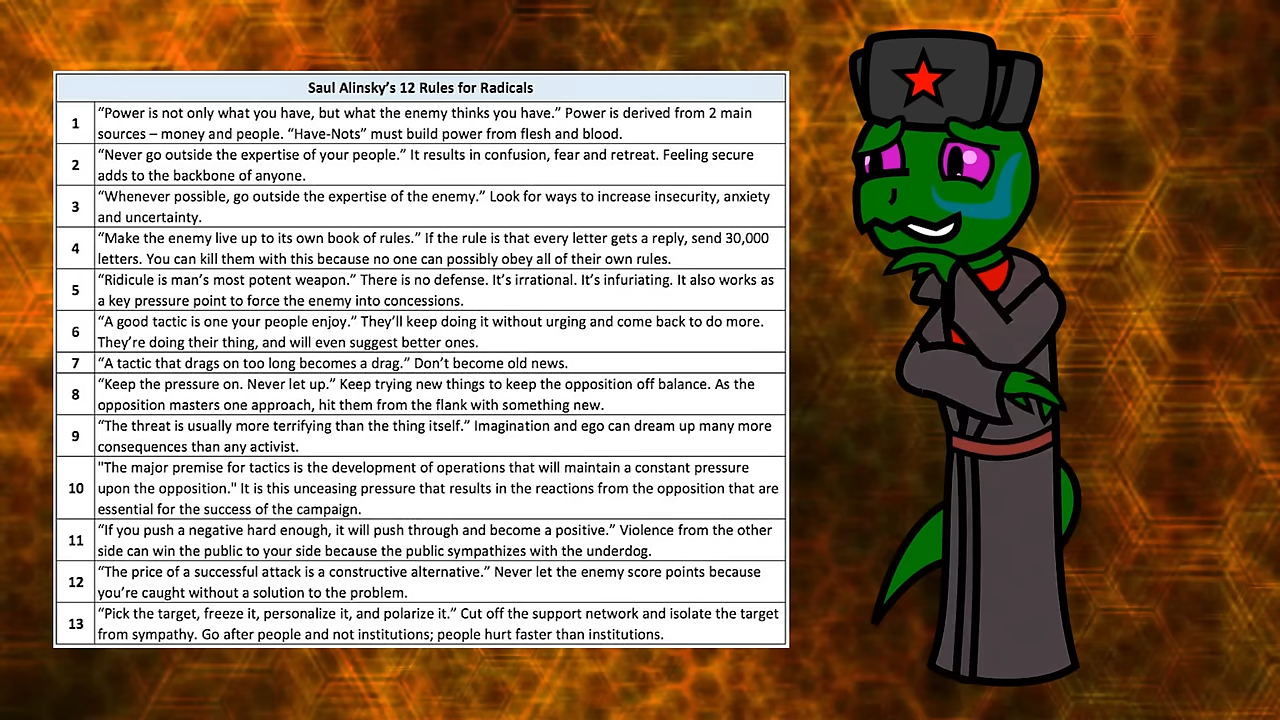 Saul Alinsky's 12 Rules for Radicals
1
“Power is not only what you have, but what the enemy thinks you have.” Power is derived from 2 main
sources – money and people. “Have-Nots” must build power from flesh and blood.
2
“Never go outside the expertise of your people.” It results in confusion, fear and retreat. Feeling secure
adds to the backbone of anyone.
3
“Whenever possible, go outside the expertise of the enemy.” Look for ways to increase insecurity, anxiety
and uncertainty.
4
“Make the enemy live up to its own book of rules.” If the rule is that every letter gets a reply, send 30,000
letters. You can kill them with this because no one can possibly obey all of their own rules.
5
“Ridicule is man’s most potent weapon.” There is no defense. It’s irrational. It’s infuriating. It also works as
a key pressure point to force the enemy into concessions.
6
“A good tactic is one your people enjoy.” They’ll keep doing it without urging and come back to do more.
They’re doing their thing, and will even suggest better ones.
7
“A tactic that drags on too long becomes a drag.” Don’t become old news.
8
“Keep the pressure on. Never let up.” Keep trying new things to keep the opposition off balance. As the
opposition masters one approach, hit them from the flank with something new.
9
“The threat is usually more terrifying than the thing itself.” Imagination and ego can dream up many more
consequences than any activist.
10
"The major premise for tactics is the development of operations that will maintain a constant pressure
upon the opposition." It is this unceasing pressure that results in the reactions from the opposition that are
essential for the success of the campaign.
11
“If you push a negative hard enough, it will push through and become a positive.” Violence from the other
side can win the public to your side because the public sympathizes with the underdog.
12
“The price of a successful attack is a constructive alternative.” Never let the enemy score points because
you’re caught without a solution to the problem.
13
“Pick the target, freeze it, personalize it, and polarize it.” Cut off the support network and isolate the target
from sympathy. Go after people and not institutions; people hurt faster than institutions.